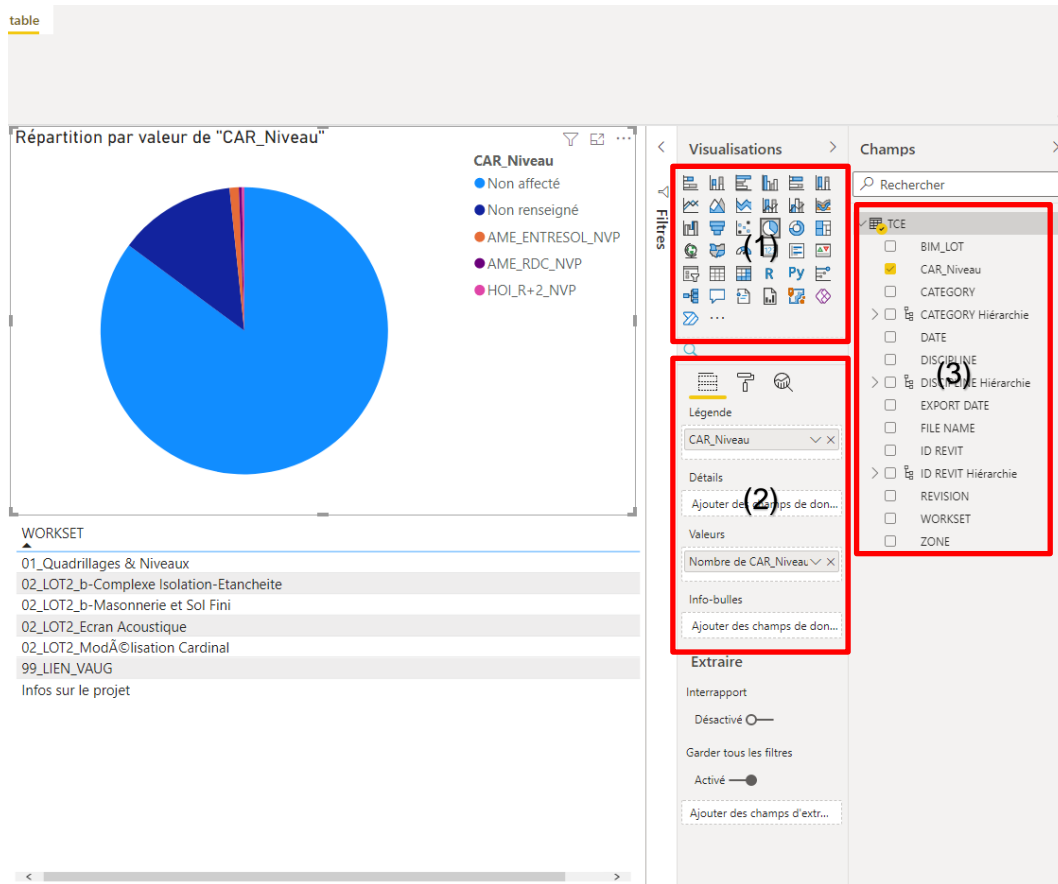 table
Répartition par valeur de "CAR_Niveau"
CAR_Niveau
Non affecté
Non renseigné
AME_ENTRESOL_NVP
AME_RDC_NVP
HOI_R+2_NVP
WORKSET
01_Quadrillages & Niveaux
02_LOT2_b-Complexe Isolation-Etancheite
02_LOT2_b-Masonnerie et Sol Fini
02_LOT2_Ecran Acoustique
02_LOT2_ModÃ©lisation Cardinal
99_LIEN_VAUG
Infos sur le projet
Filtres
Visualisations
R Py
(1)
Légende
CAR_Niveau
Détails
Ajouter des champs de don...
(2)
Valeurs
Nombre de CAR_Niveau
Info-bulles
Ajouter des champs de don...
Extraire
Interrapport
Désactivé
Garder tous les filtres
Activé
Ajouter des champs d'extr...
Champs
Rechercher
TCE
BIM_LOT
CAR_Niveau
CATEGORY
CATEGORY Hiérarchie
DATE
DISCIPLINE
(3)
DISCIPLINE Hiérarchie
EXPORT DATE
FILE NAME
ID REVIT
ID REVIT Hiérarchie
REVISION
WORKSET
ZONE